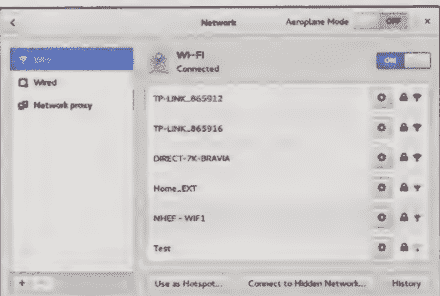 Network Aeroplane Mode OFF
Wi-Fi
Connected
ON
Wired
Network proxy
TP-LINK_865912
TP-LINK_865916
DIRECT-7K-BRAVIA
Home_EXT
NHEF - WIF1
Test
Use as Hotspot... Connect to Hidden Network... History